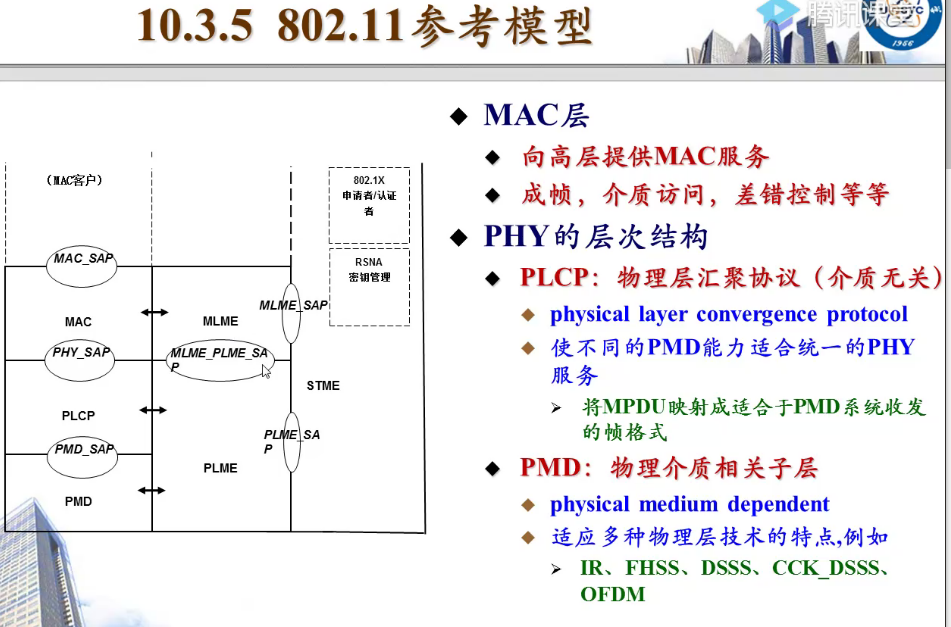 10.3.5 802.11参考模型
腾讯课堂
1966
（MAC客户）
802.1X
申请者/认证
者
RSNA
密钥管理
MAC_SAP
MLME_SAP
MAC
MLME
PHY_SAP
MLME_PLME_SA
P
STME
PLCP
PLME_SA
P
PMD_SAP
PLME
PMD
MAC层
向高层提供MAC服务
成帧，介质访问，差错控制等等
PHY的层次结构
PLCP：物理层汇聚协议（介质无关）
physical layer convergence protocol
使不同的PMD能力适合统一的PHY
服务
将MPDU映射成适合于PMD系统收发
的帧格式
PMD：物理介质相关子层
physical medium dependent
适应多种物理层技术的特点,例如
IR、FHSS、DSSS、CCK_DSSS、
OFDM